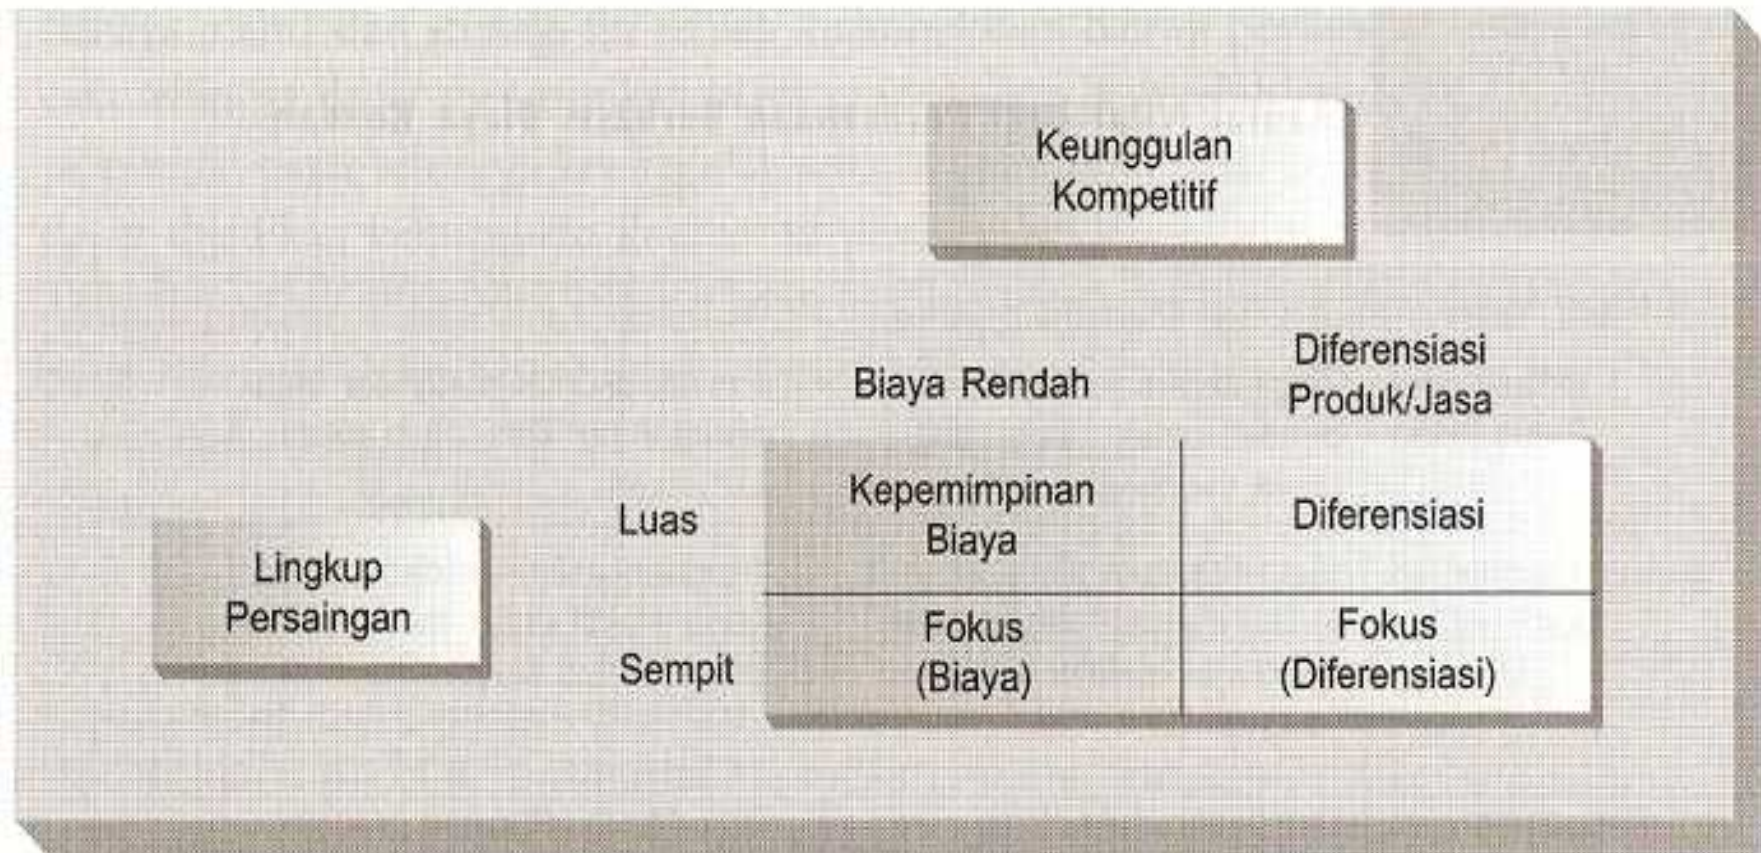 Keunggulan
Kompetitif
Biaya Rendah
Diferensiasi
Produk/Jasa
Lingkup
Persaingan
Luas
Kepemimpinan
Biaya
Diferensiasi
Sempit
Fokus
(Biaya)
Fokus
(Diferensiasi)